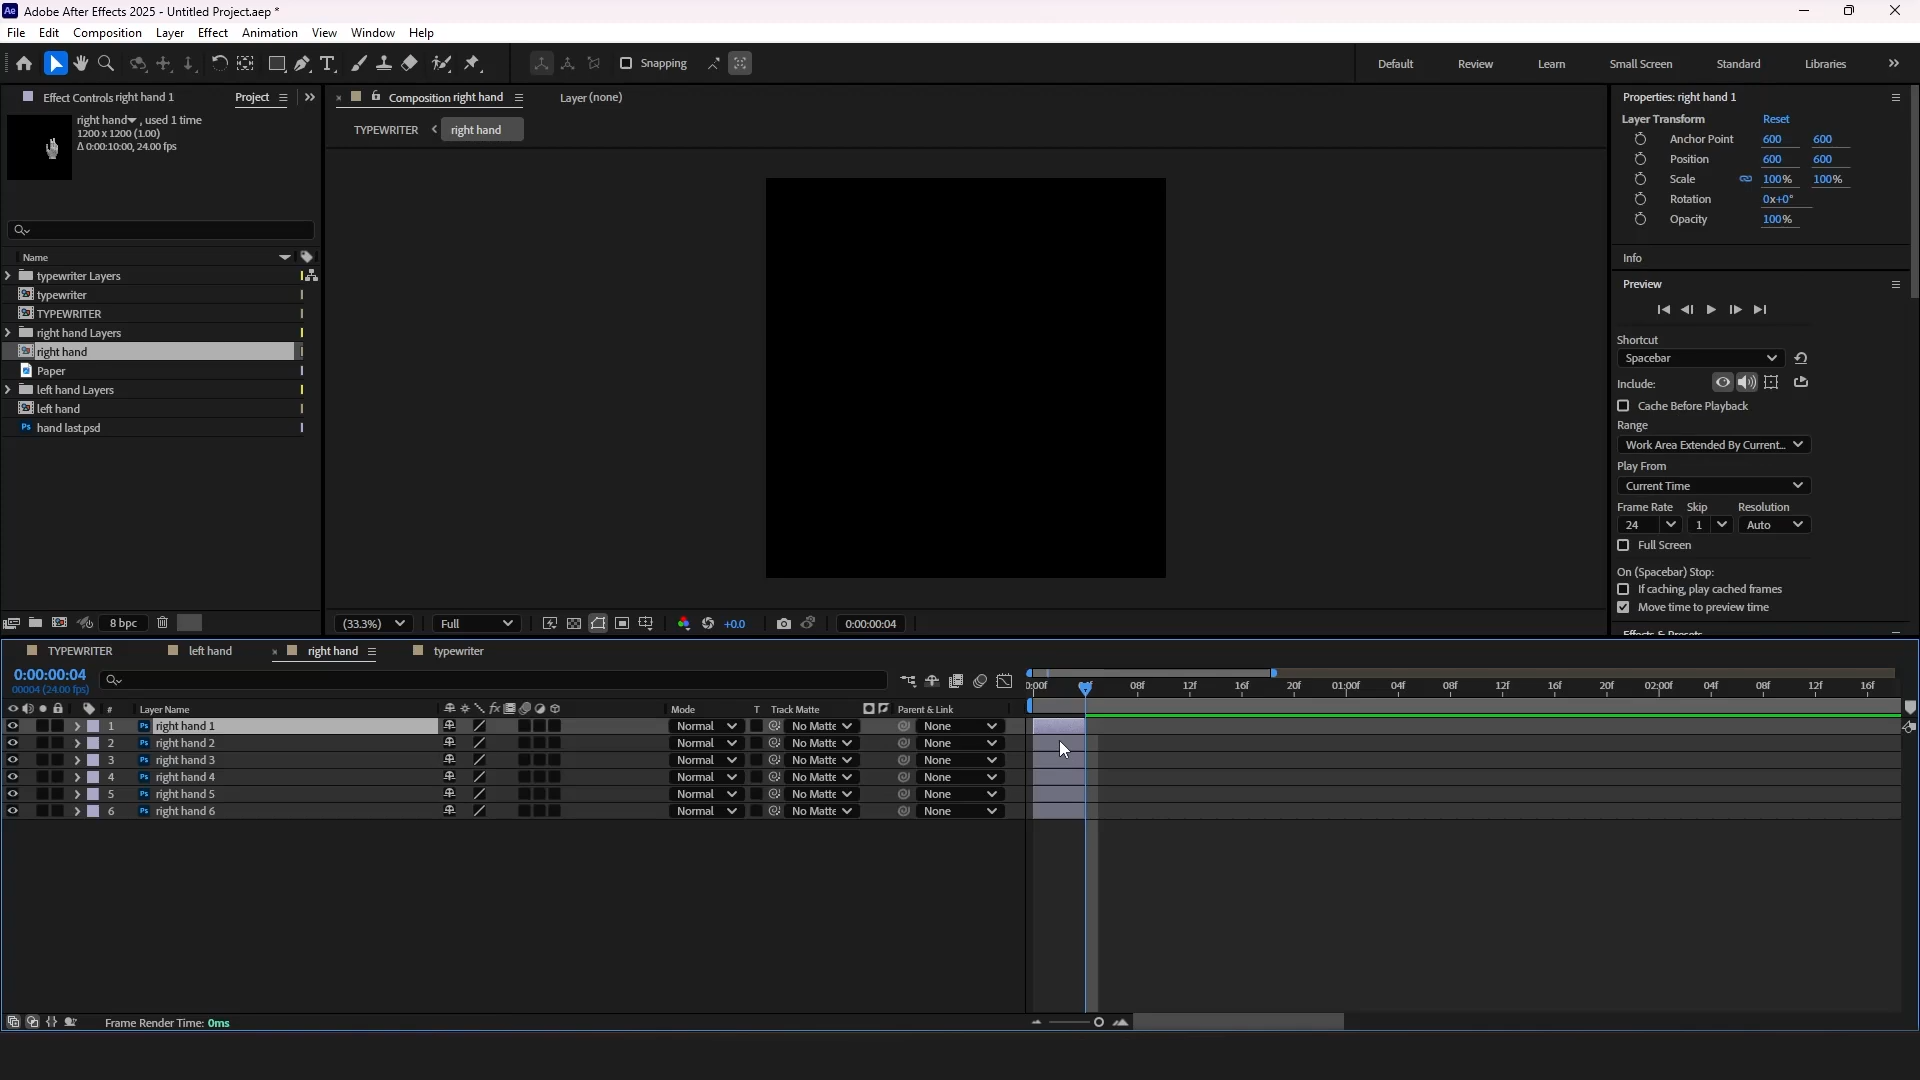 Ae Adobe After Effects 2025 - Untitled Project.aep *
File Edit Composition Layer Effect Animation View Window Help
Snapping Default Review Learn Small Screen Standard Libraries
Effect Controls right hand 1 Project
right hand , used 1 time
1200 x 1200 (1.00)
Δ 0:00:10:00, 24.00 fps
Name
typewriter Layers
typewriter
TYPEWRITER
right hand Layers
right hand
Paper
left hand Layers
left hand
Ps hand last.psd
8 bpc
Composition right hand Layer (none)
TYPEWRITER right hand
(33.3%) Full +0.0 0:00:00:04
Properties: right hand 1
Layer Transform Reset
Anchor Point 600 600
Position 600 600
Scale 100% 100%
Rotation 0x+0°
Opacity 100%
Info
Preview
Shortcut
Spacebar
Include:
Cache Before Playback
Range
Work Area Extended By Current...
Play From
Current Time
Frame Rate Skip Resolution
24 1 Auto
Full Screen
On (Spacebar) Stop:
If caching, play cached frames
Move time to preview time
Effects & Presets
TYPEWRITER left hand right hand typewriter
0:00:00:04
00004 (24.00 fps)
:00f 08f 12f 16f 20f 01:00f 04f 08f 12f 16f 20f 02:00f 04f 08f 12f 16f
# Layer Name Mode T Track Matte Parent & Link
1 Ps right hand 1 Normal No Matte None
2 Ps right hand 2 Normal No Matte None
3 Ps right hand 3 Normal No Matte None
4 Ps right hand 4 Normal No Matte None
5 Ps right hand 5 Normal No Matte None
6 Ps right hand 6 Normal No Matte None
Frame Render Time: 0ms